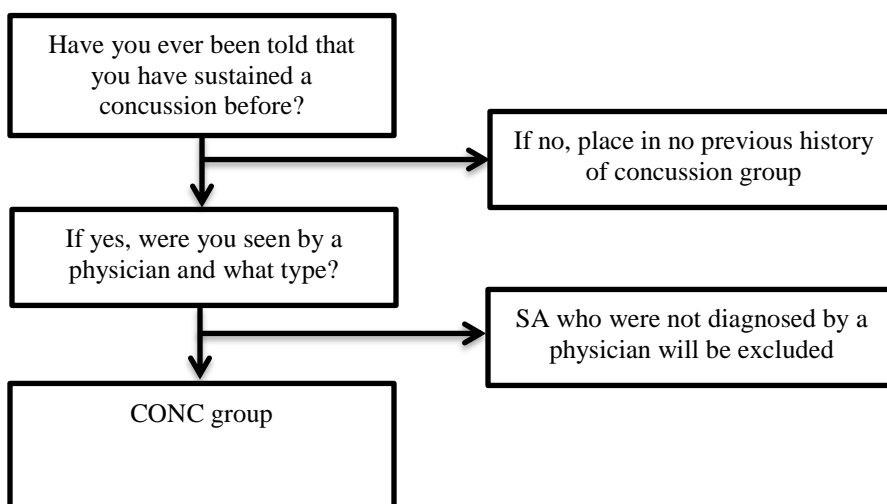 Have you ever been told that
you have sustained a
concussion before?
If no, place in no previous history
of concussion group
If yes, were you seen by a
physician and what type?
SA who were not diagnosed by a
physician will be excluded
CONC group